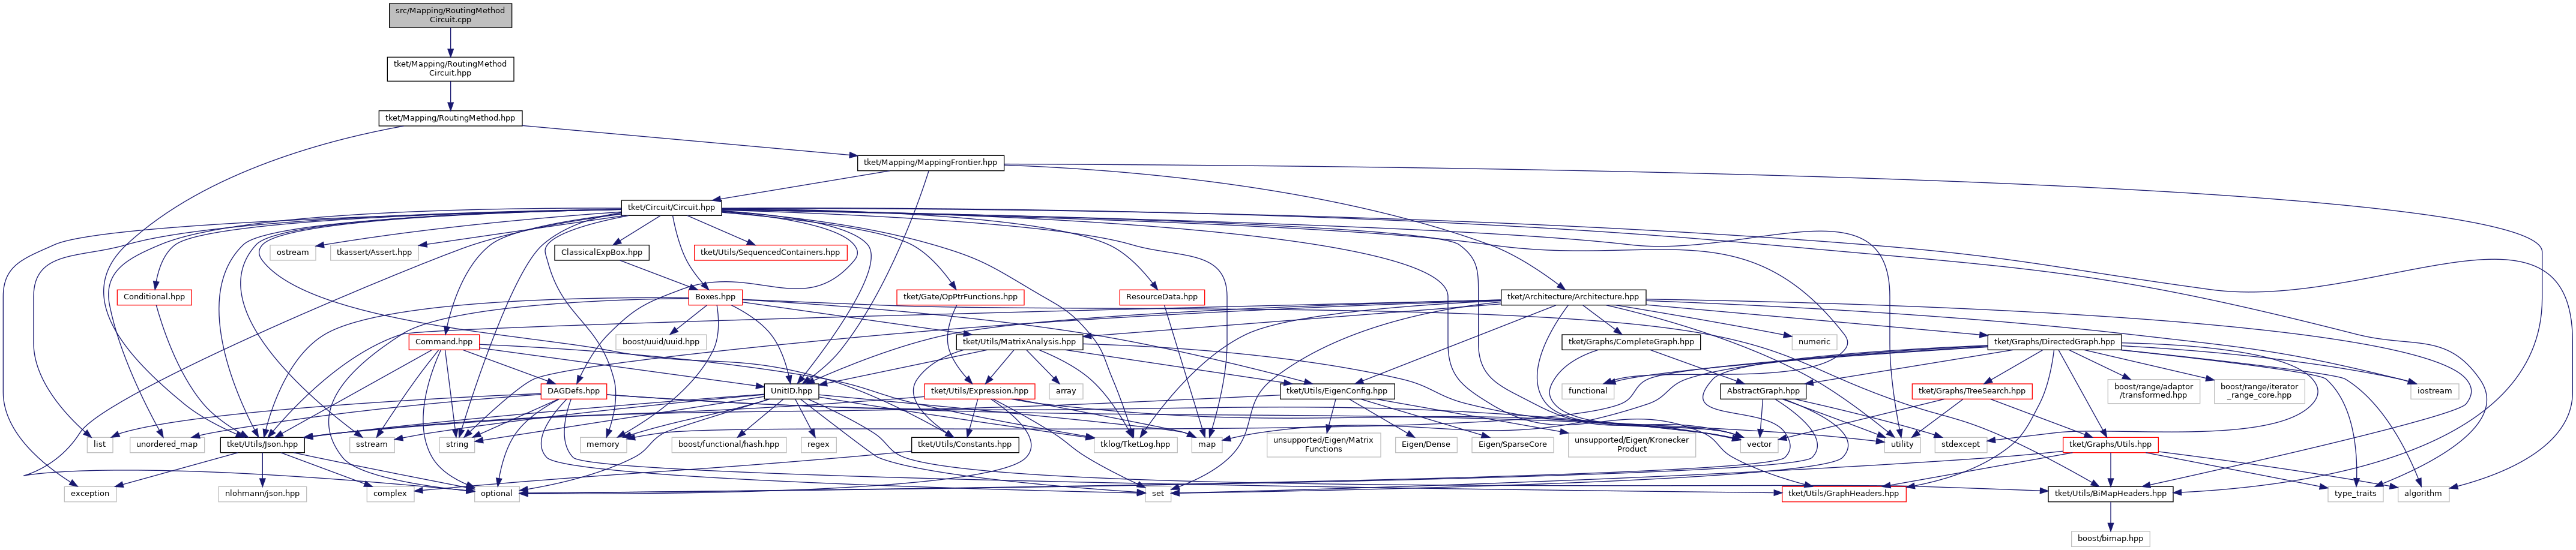 src/Mapping/RoutingMethod
Circuit.cpp
tket/Mapping/RoutingMethod
Circuit.hpp
tket/Mapping/RoutingMethod.hpp
tket/Mapping/MappingFrontier.hpp
tket/Circuit/Circuit.hpp
ostream
tkassert/Assert.hpp
ClassicalExpBox.hpp
tket/Utils/SequencedContainers.hpp
Conditional.hpp
Boxes.hpp
tket/Gate/OpPtrFunctions.hpp
ResourceData.hpp
tket/Architecture/Architecture.hpp
Command.hpp
boost/uuid/uuid.hpp
tket/Utils/MatrixAnalysis.hpp
tket/Graphs/CompleteGraph.hpp
numeric
tket/Graphs/DirectedGraph.hpp
DAGDefs.hpp
UnitID.hpp
tket/Utils/Expression.hpp
array
tket/Utils/EigenConfig.hpp
functional
AbstractGraph.hpp
tket/Graphs/TreeSearch.hpp
boost/range/adaptor
/transformed.hpp
boost/range/iterator
_range_core.hpp
iostream
list
unordered_map
tket/Utils/Json.hpp
sstream
string
memory
boost/functional/hash.hpp
regex
tket/Utils/Constants.hpp
tklog/TketLog.hpp
map
unsupported/Eigen/Matrix
Functions
Eigen/Dense
Eigen/SparseCore
unsupported/Eigen/Kronecker
Product
vector
utility
stdexcept
tket/Graphs/Utils.hpp
exception
nlohmann/json.hpp
complex
optional
set
tket/Utils/GraphHeaders.hpp
tket/Utils/BiMapHeaders.hpp
type_traits
algorithm
boost/bimap.hpp